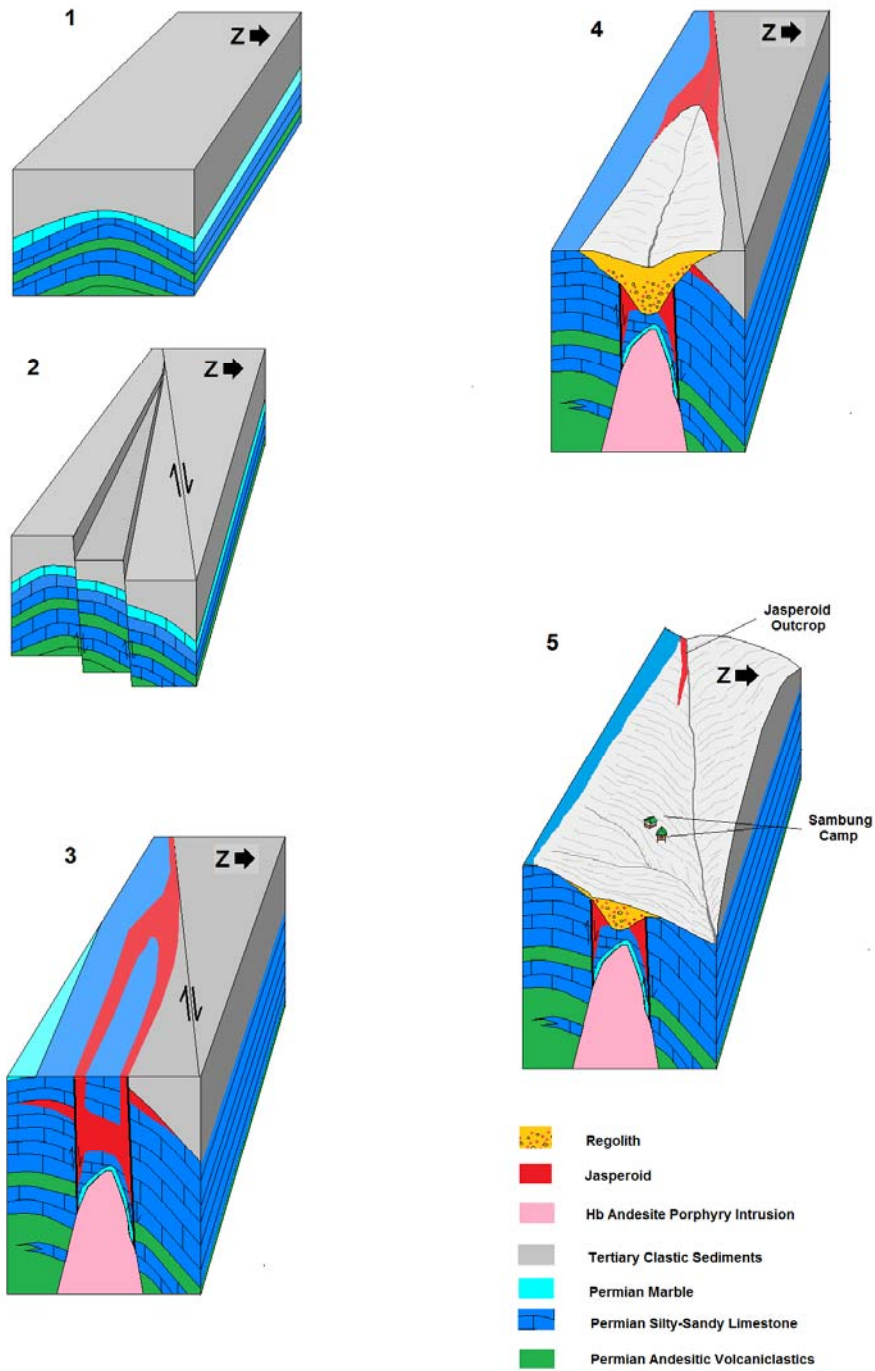 1
Z
2
Z
3
Z
4
Z
5
Jasperoid
Outcrop
Z
Sambung
Camp
Regolith
Jasperoid
Hb Andesite Porphyry Intrusion
Tertiary Clastic Sediments
Permian Marble
Permian Silty-Sandy Limestone
Permian Andesitic Volcaniclastics